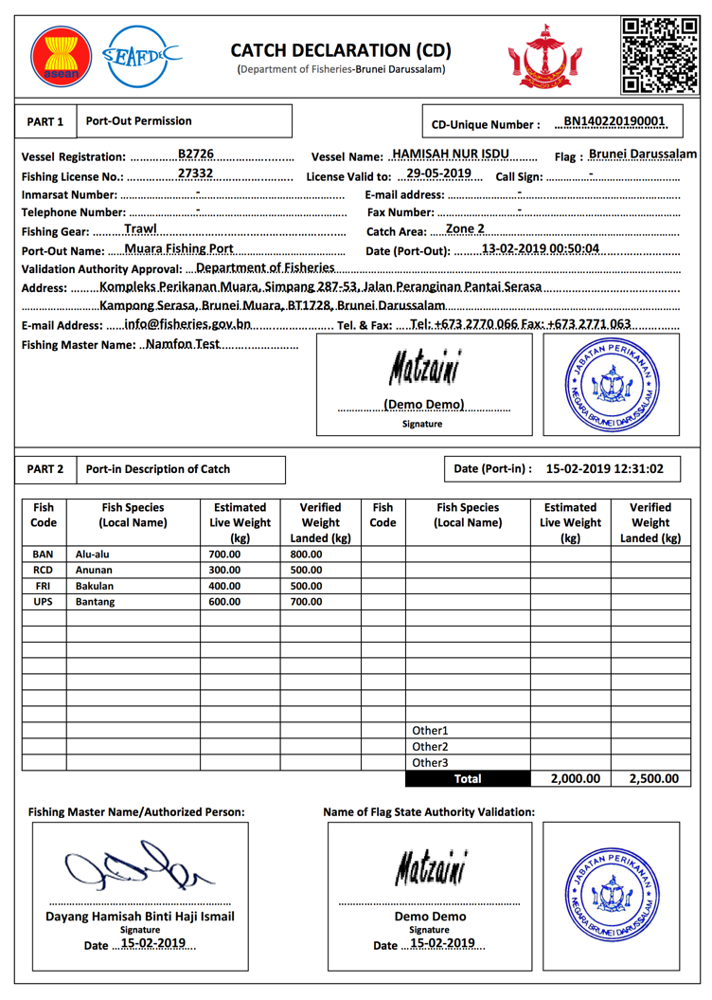 asean
SEAFDEC
CATCH DECLARATION (CD)
(Department of Fisheries-Brunei Darussalam)
PART 1
Port-Out Permission
CD-Unique Number : BN140220190001
Vessel Registration: B2726 Vessel Name: HAMISAH NUR ISDU Flag : Brunei Darussalam
Fishing License No.: 27332 License Valid to: 29-05-2019 Call Sign: -
Inmarsat Number: - E-mail address: -
Telephone Number: - Fax Number: -
Fishing Gear: Trawl Catch Area: Zone 2
Port-Out Name: Muara Fishing Port Date (Port-Out): 13-02-2019 00:50:04
Validation Authority Approval: Department of Fisheries
Address: Kompleks Perikanan Muara, Simpang 287-53, Jalan Peranginan Pantai Serasa
Kampong Serasa, Brunei Muara, BT1728, Brunei Darussalam
E-mail Address: info@fisheries.gov.bn Tel. & Fax: Tel: +673 2770 066 Fax: +673 2771 063
Fishing Master Name: Namfon Test
Matzaini
(Demo Demo)
Signature
JABATAN PERIKANAN
NEGARA BRUNEI DARUSSALAM
PART 2
Port-in Description of Catch
Date (Port-in) : 15-02-2019 12:31:02
Fish Code Fish Species (Local Name) Estimated Live Weight (kg) Verified Weight Landed (kg) Fish Code Fish Species (Local Name) Estimated Live Weight (kg) Verified Weight Landed (kg)
BAN Alu-alu 700.00 800.00
RCD Anunan 300.00 500.00
FRI Bakulan 400.00 500.00
UPS Bantang 600.00 700.00
Other1
Other2
Other3
Total 2,000.00 2,500.00
Fishing Master Name/Authorized Person:
Name of Flag State Authority Validation:
Matzaini
JABATAN PERIKANAN
NEGARA BRUNEI DARUSSALAM
Dayang Hamisah Binti Haji Ismail
Signature
Date 15-02-2019
Demo Demo
Signature
Date 15-02-2019